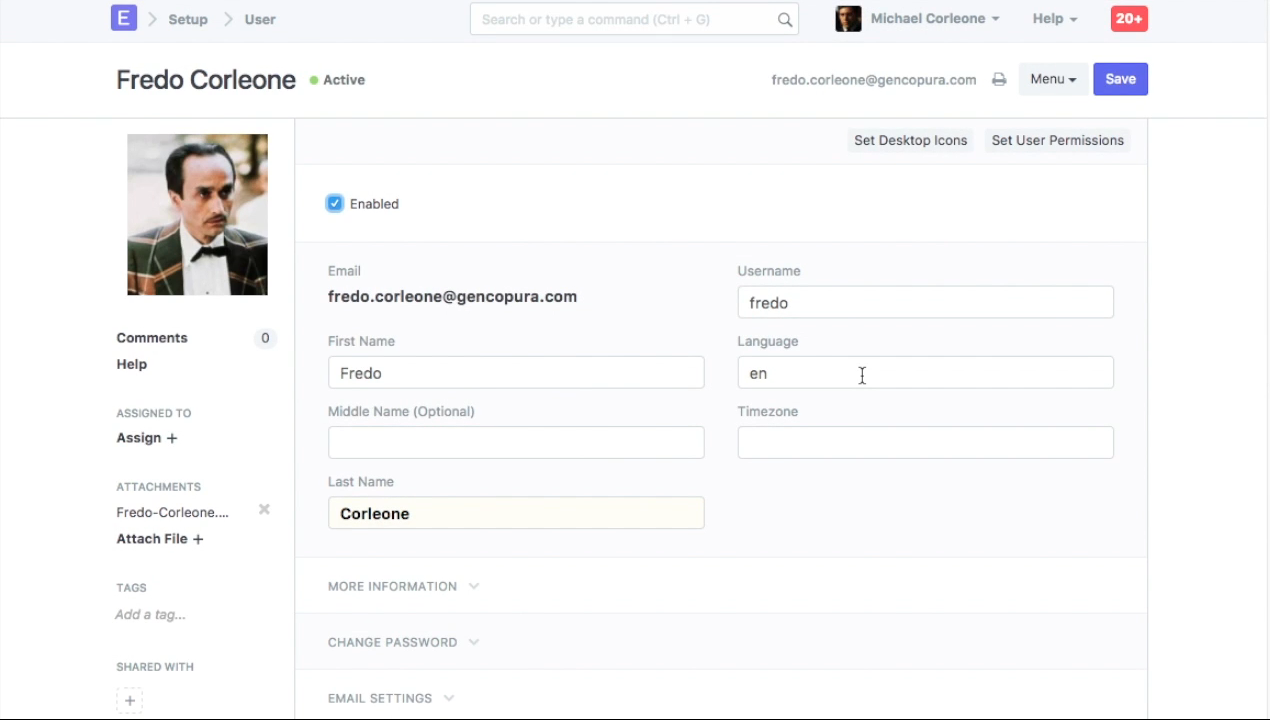 E Setup User Search or type a command (Ctrl + G) Michael Corleone Help 20+
Fredo Corleone Active fredo.corleone@gencopura.com Menu Save
Set Desktop Icons Set User Permissions
Enabled
Email
fredo.corleone@gencopura.com
Username
fredo
First Name
Fredo
Language
en
Middle Name (Optional)
Timezone
Last Name
Corleone
Comments 0
Help
ASSIGNED TO
Assign +
ATTACHMENTS
Fredo-Corleone....
Attach File +
TAGS
Add a tag...
SHARED WITH
+
MORE INFORMATION
CHANGE PASSWORD
EMAIL SETTINGS